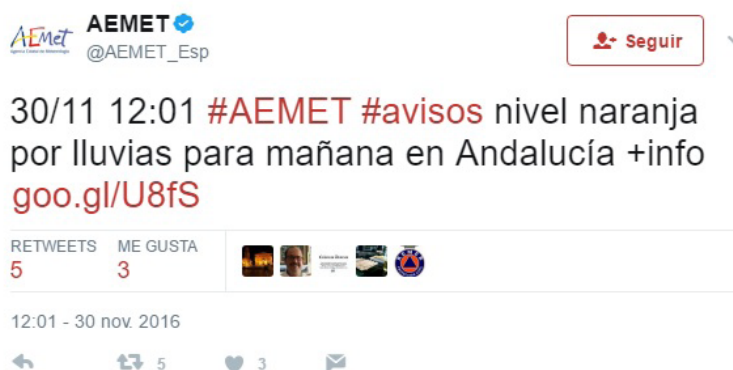 AEMet
AEMET
@AEMET_Esp
Seguir
30/11 12:01 #AEMET #avisos nivel naranja
por lluvias para mañana en Andalucía +info
goo.gl/U8fS
RETWEETS ME GUSTA
5 3
12:01 - 30 nov. 2016
5 3